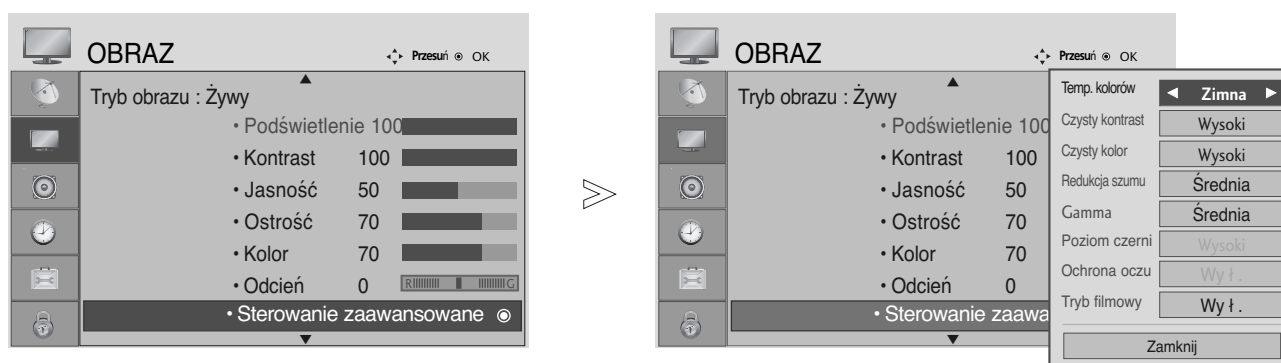 OBRAZ
Przesuń OK
Tryb obrazu : Żywy
• Podświetlenie 100
• Kontrast 100
• Jasność 50
• Ostrość 70
• Kolor 70
• Odcień 0 R G
• Sterowanie zaawansowane
OBRAZ
Przesuń OK
Tryb obrazu : Żywy
• Podświetlenie 100
• Kontrast 100
• Jasność 50
• Ostrość 70
• Kolor 70
• Odcień 0
• Sterowanie zaawa
Temp. kolorów Zimna
Czysty kontrast Wysoki
Czysty kolor Wysoki
Redukcja szumu Średnia
Gamma Średnia
Poziom czerni Wysoki
Ochrona oczu Wy ł .
Tryb filmowy Wy ł .
Zamknij